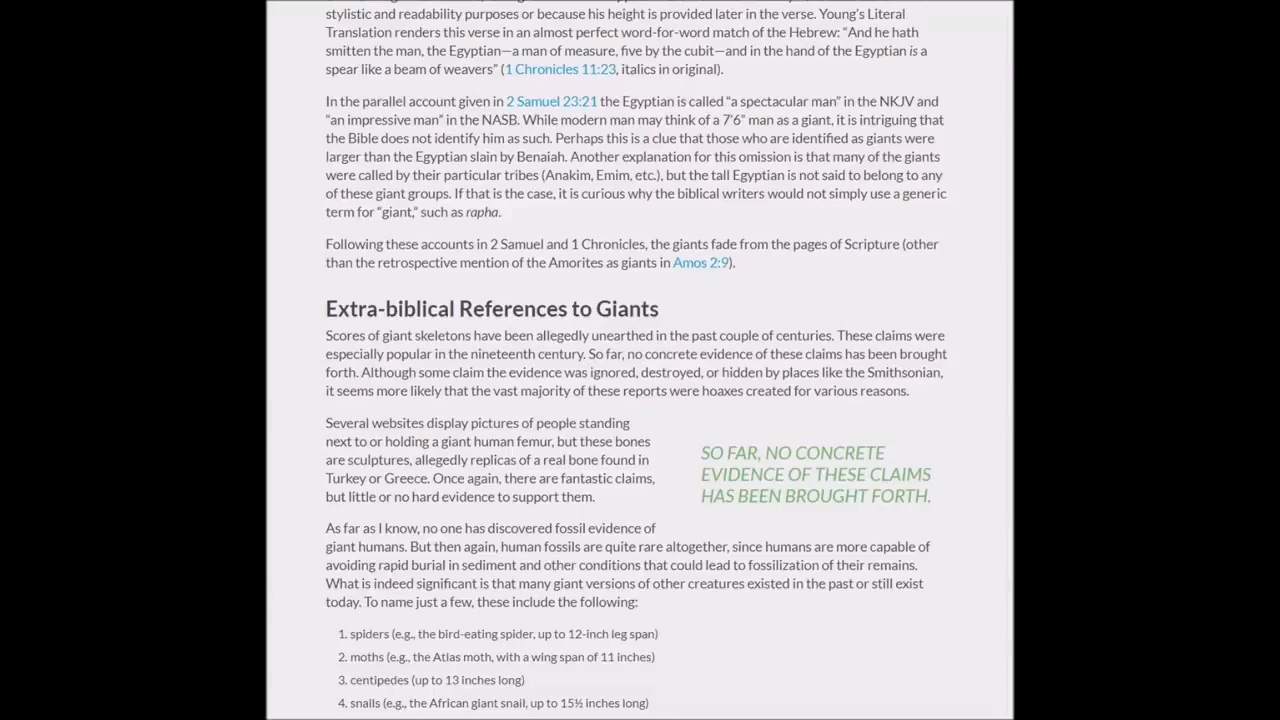 stylistic and readability purposes or because his height is provided later in the verse. Young's Literal
Translation renders this verse in an almost perfect word-for-word match of the Hebrew: “And he hath
smitten the man, the Egyptian—a man of measure, five by the cubit—and in the hand of the Egyptian is a
spear like a beam of weavers” (1 Chronicles 11:23, italics in original).
In the parallel account given in 2 Samuel 23:21 the Egyptian is called “a spectacular man” in the NKJV and
“an impressive man” in the NASB. While modern man may think of a 7’6” man as a giant, it is intriguing that
the Bible does not identify him as such. Perhaps this is a clue that those who are identified as giants were
larger than the Egyptian slain by Benaiah. Another explanation for this omission is that many of the giants
were called by their particular tribes (Anakim, Emim, etc.), but the tall Egyptian is not said to belong to any
of these giant groups. If that is the case, it is curious why the biblical writers would not simply use a generic
term for “giant,” such as rapha.
Following these accounts in 2 Samuel and 1 Chronicles, the giants fade from the pages of Scripture (other
than the retrospective mention of the Amorites as giants in Amos 2:9).
Extra-biblical References to Giants
Scores of giant skeletons have been allegedly unearthed in the past couple of centuries. These claims were
especially popular in the nineteenth century. So far, no concrete evidence of these claims has been brought
forth. Although some claim the evidence was ignored, destroyed, or hidden by places like the Smithsonian,
it seems more likely that the vast majority of these reports were hoaxes created for various reasons.
Several websites display pictures of people standing
next to or holding a giant human femur, but these bones
are sculptures, allegedly replicas of a real bone found in
Turkey or Greece. Once again, there are fantastic claims,
but little or no hard evidence to support them.
SO FAR, NO CONCRETE
EVIDENCE OF THESE CLAIMS
HAS BEEN BROUGHT FORTH.
As far as I know, no one has discovered fossil evidence of
giant humans. But then again, human fossils are quite rare altogether, since humans are more capable of
avoiding rapid burial in sediment and other conditions that could lead to fossilization of their remains.
What is indeed significant is that many giant versions of other creatures existed in the past or still exist
today. To name just a few, these include the following:
1. spiders (e.g., the bird-eating spider, up to 12-inch leg span)
2. moths (e.g., the Atlas moth, with a wing span of 11 inches)
3. centipedes (up to 13 inches long)
4. snails (e.g., the African giant snail, up to 15½ inches long)